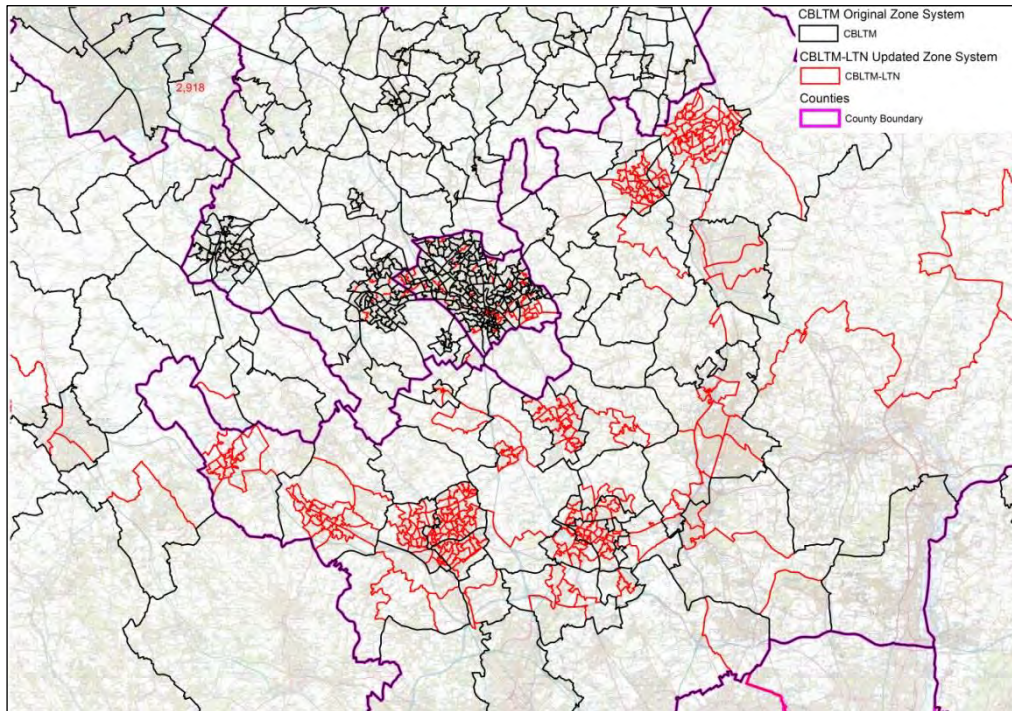 CBLTM Original Zone System
CBLTM
CBLTM-LTN Updated Zone System
CBLTM-LTN
Counties
County Boundary
2,918